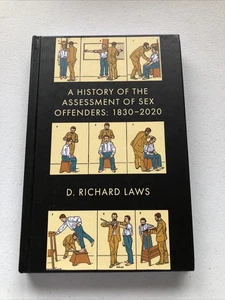 A HISTORY OF THE
ASSESSMENT OF SEX
OFFENDERS: 1830–2020
D. RICHARD LAWS